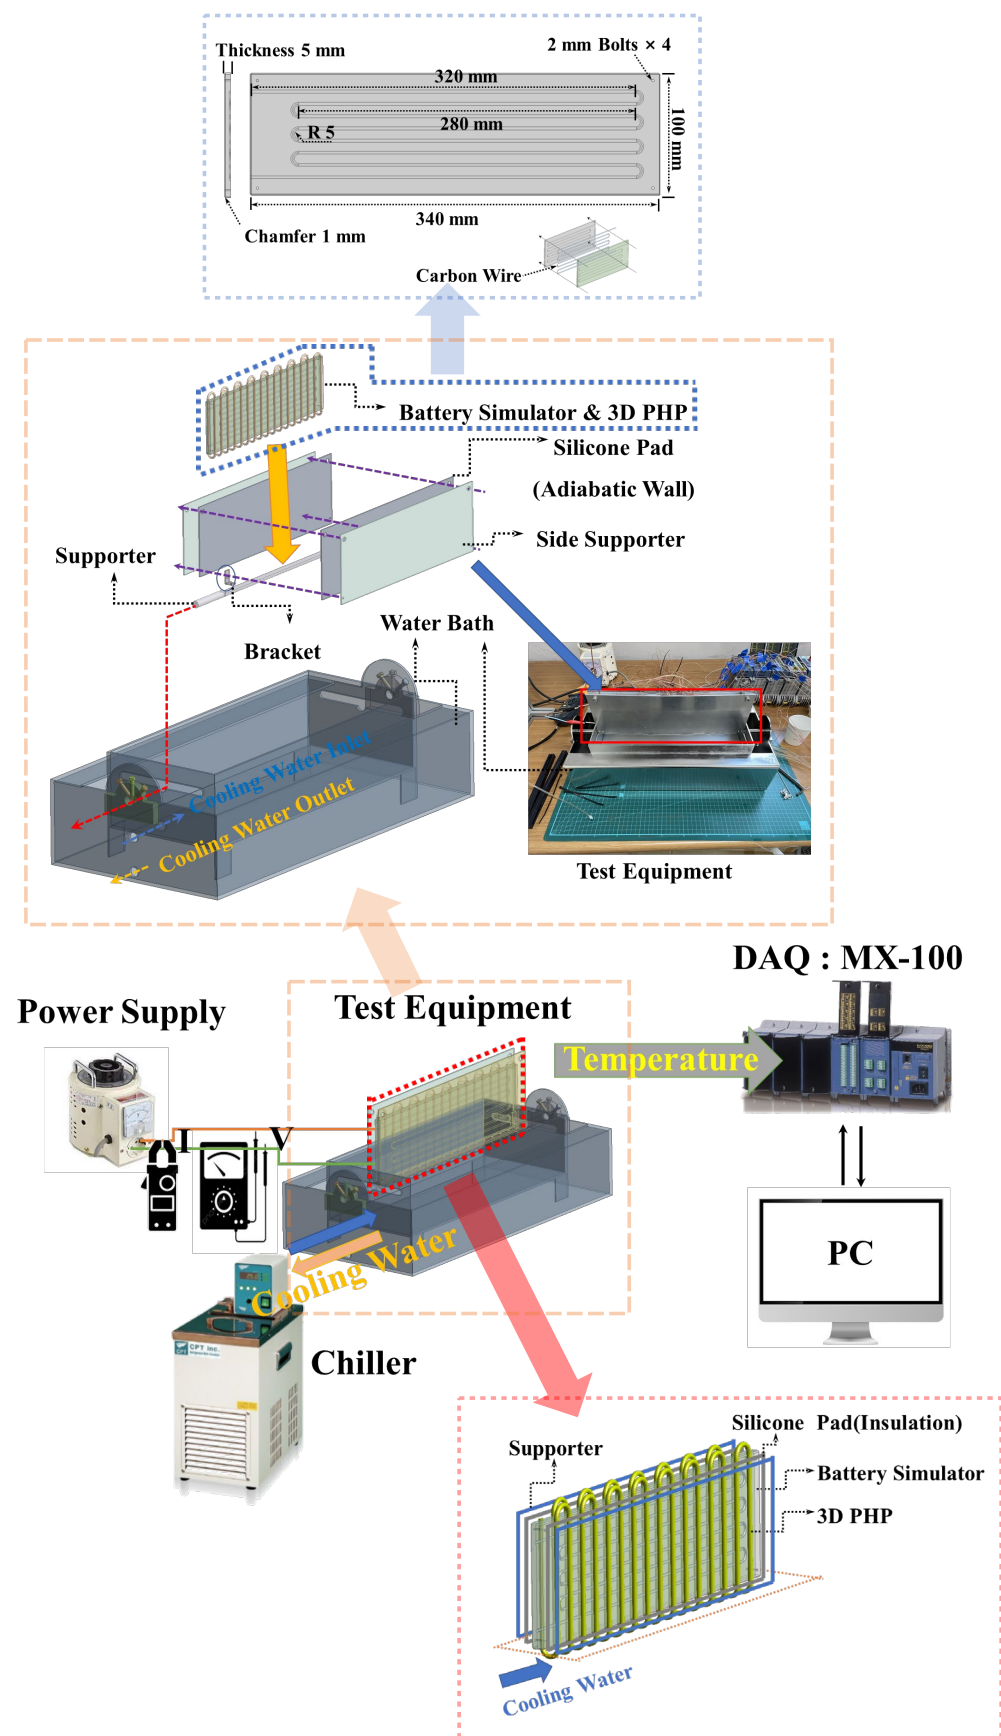 Thickness 5 mm
2 mm Bolts × 4
320 mm
280 mm
R 5
100 mm
340 mm
Chamfer 1 mm
Carbon Wire
Battery Simulator & 3D PHP
Silicone Pad
(Adiabatic Wall)
Side Supporter
Supporter
Bracket
Water Bath
Cooling Water Inlet
Cooling Water Outlet
Test Equipment
DAQ : MX-100
Power Supply
Test Equipment
Temperature
I
V
PC
Cooling Water
CPT inc.
Chiller
Silicone Pad(Insulation)
Supporter
Battery Simulator
3D PHP
Cooling Water